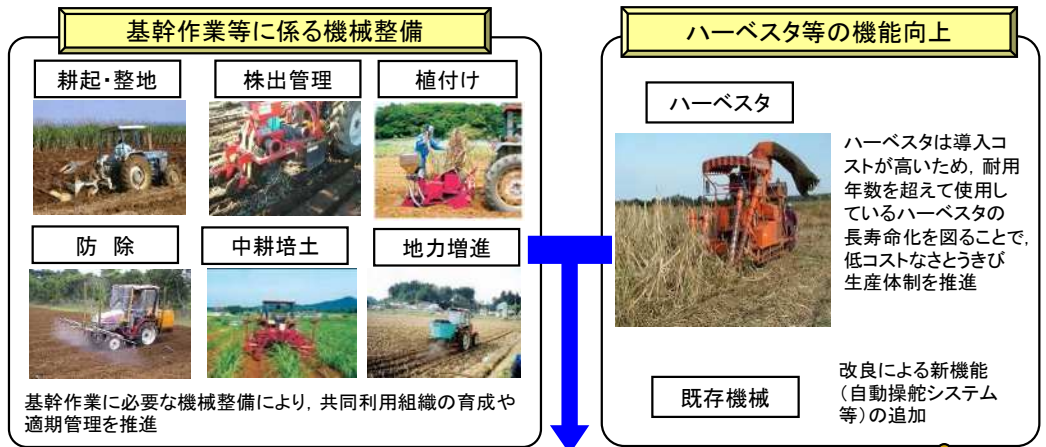 基幹作業等に係る機械整備
耕起・整地
株出管理
植付け
防 除
中耕培土
地力増進
基幹作業に必要な機械整備により,共同利用組織の育成や
適期管理を推進
ハーベスタ等の機能向上
ハーベスタ
ハーベスタは導入コ
ストが高いため,耐用
年数を超えて使用し
ているハーベスタの
長寿命化を図ることで,
低コストなさとうきび
生産体制を推進
既存機械
改良による新機能
(自動操舵システム
等)の追加